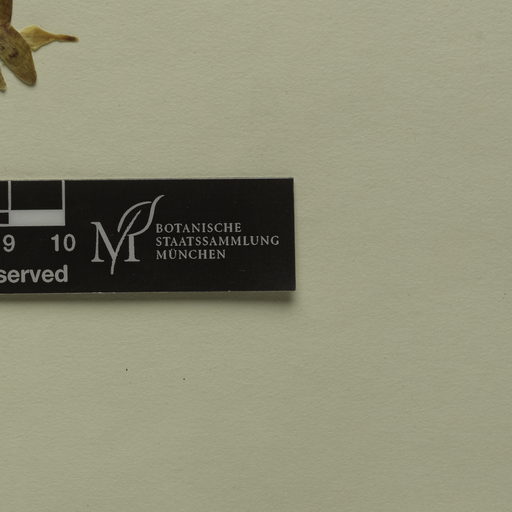 9 10
served
BOTANISCHE
STAATSSAMMLUNG
MÜNCHEN